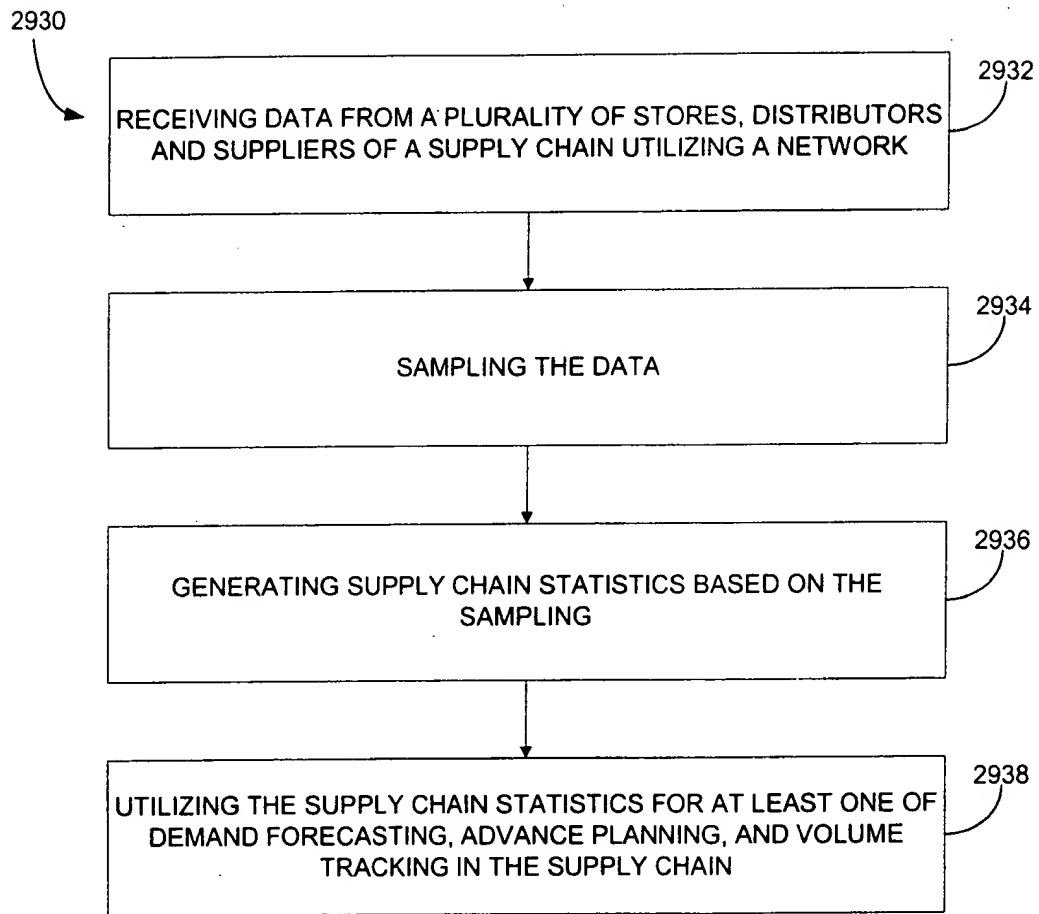 2930
2932
RECEIVING DATA FROM A PLURALITY OF STORES, DISTRIBUTORS
AND SUPPLIERS OF A SUPPLY CHAIN UTILIZING A NETWORK
2934
SAMPLING THE DATA
2936
GENERATING SUPPLY CHAIN STATISTICS BASED ON THE
SAMPLING
2938
UTILIZING THE SUPPLY CHAIN STATISTICS FOR AT LEAST ONE OF
DEMAND FORECASTING, ADVANCE PLANNING, AND VOLUME
TRACKING IN THE SUPPLY CHAIN